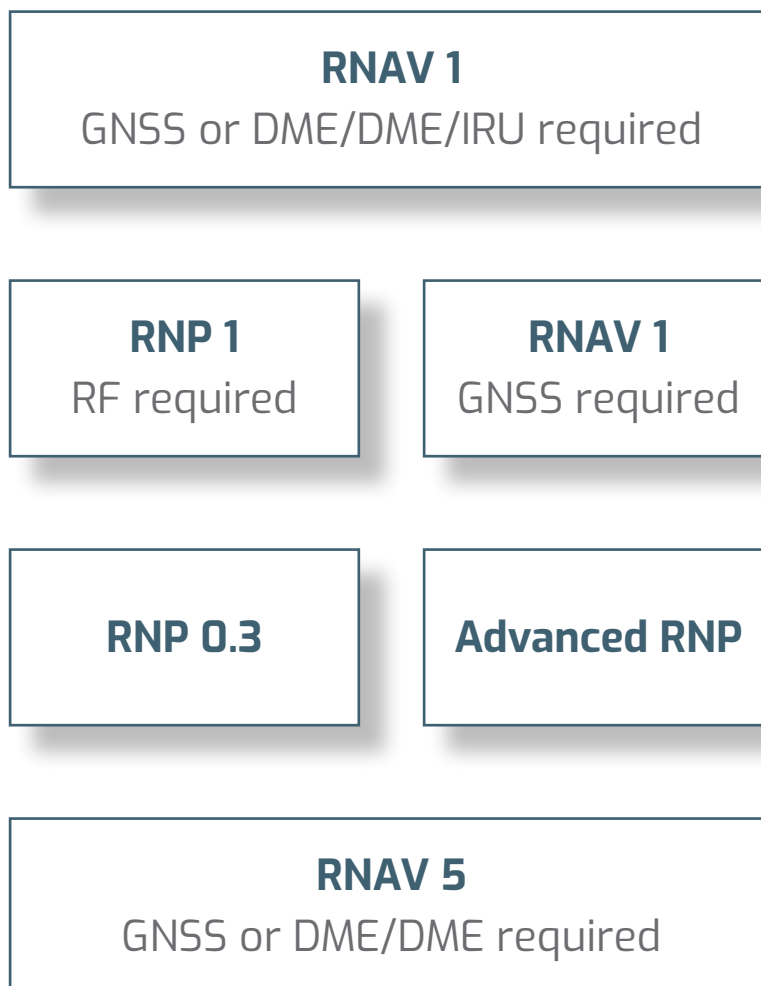 RNAV 1
GNSS or DME/DME/IRU required
RNP 1
RF required
RNAV 1
GNSS required
RNP 0.3
Advanced RNP
RNAV 5
GNSS or DME/DME required